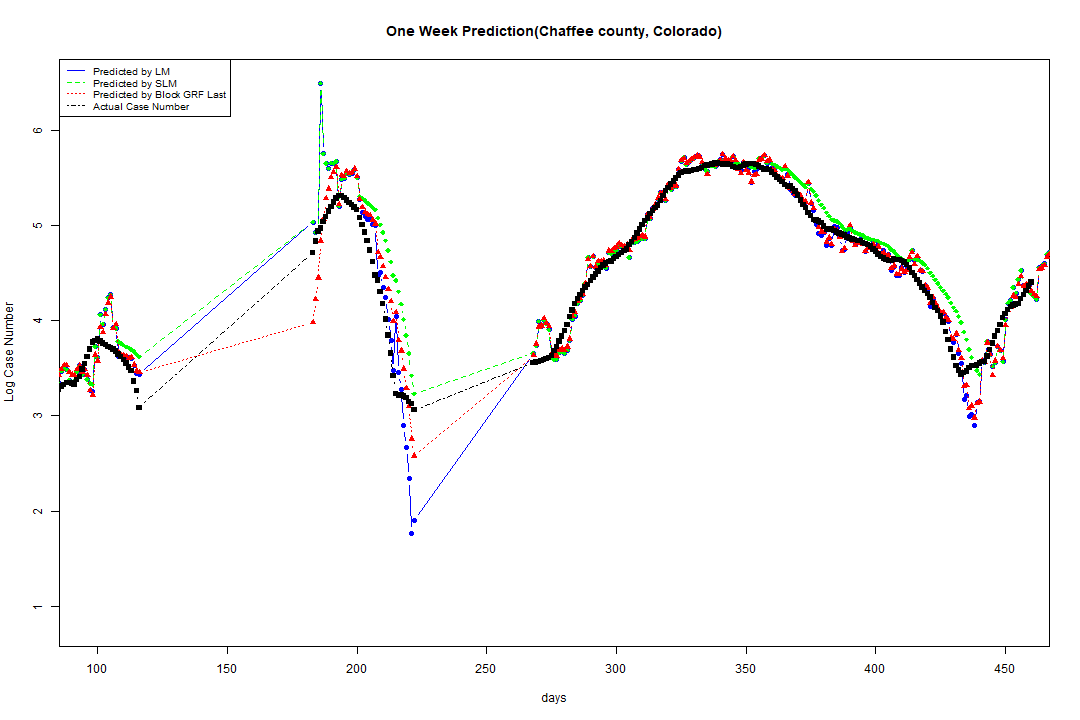 One Week Prediction(Chaffee county, Colorado)
Predicted by LM
Predicted by SLM
Predicted by Block GRF Last
Actual Case Number
Log Case Number
6
5
4
3
2
1
100 150 200 250 300 350 400 450
days